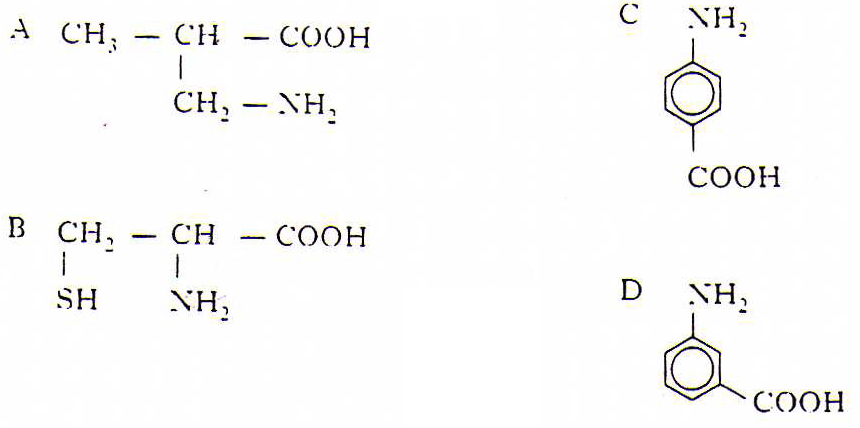 A CH₃ — CH — COOH
CH₂ — NH₂
B CH₂ — CH — COOH
SH NH₂
C NH₂
COOH
D NH₂
COOH